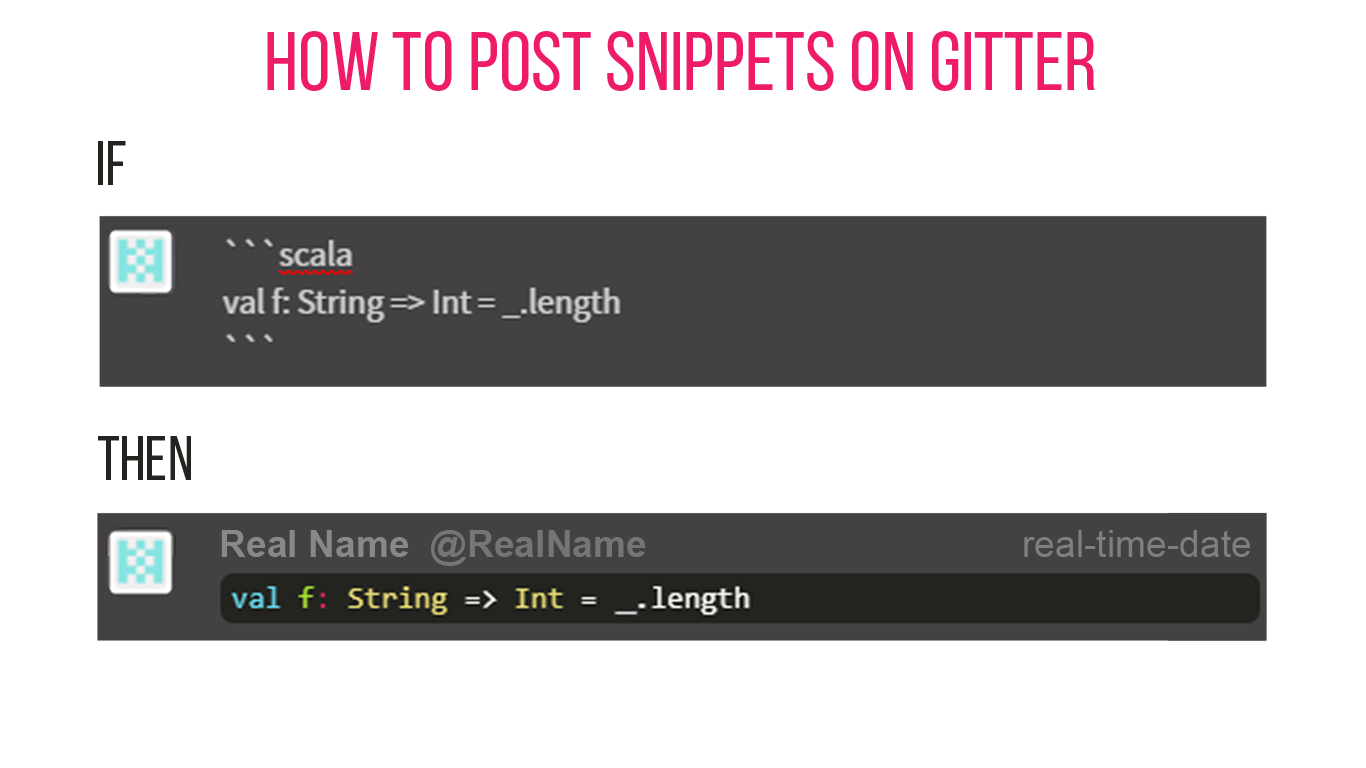 HOW TO POST SNIPPETS ON GITTER
IF
```scala
val f: String => Int = _.length
```
THEN
Real Name @RealName real-time-date
val f: String => Int = _.length